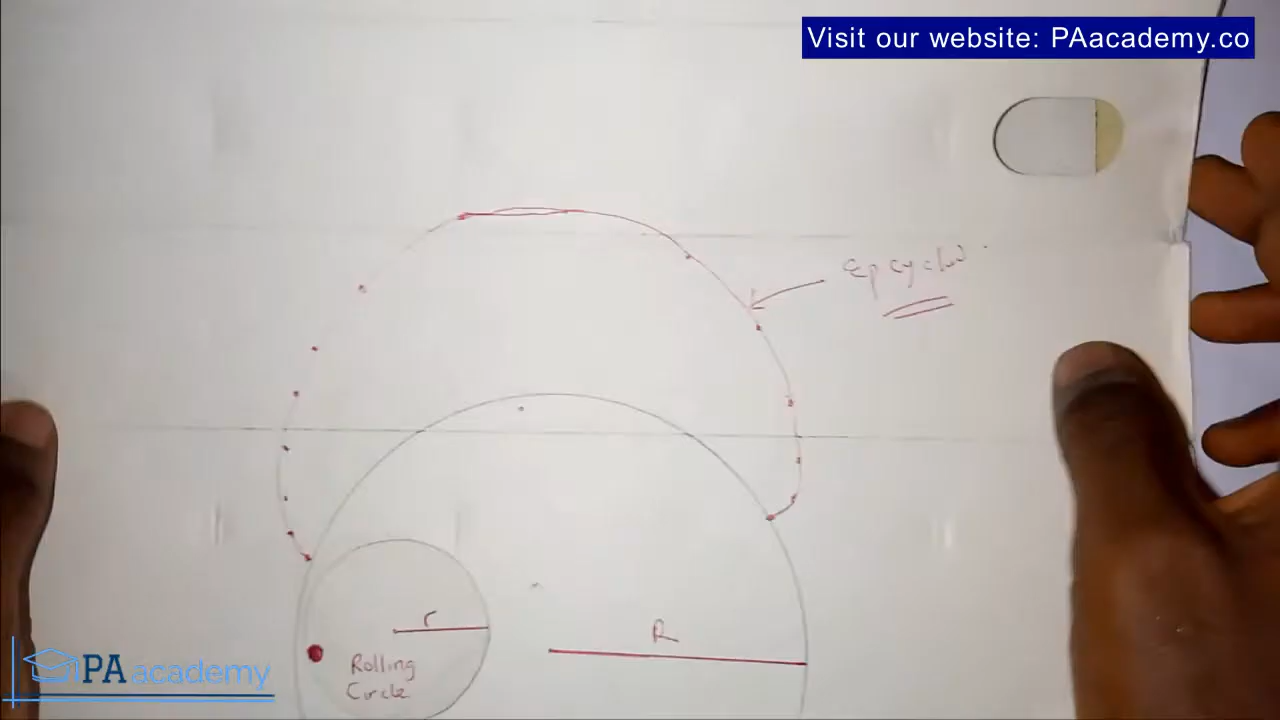 Visit our website: PAacademy.co
r
R
Rolling
Circle
PA academy